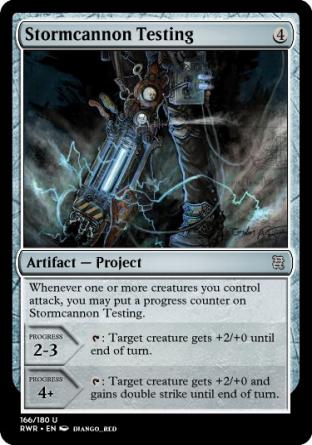 Stormcannon Testing 4
Artifact — Project
Whenever one or more creatures you control
attack, you may put a progress counter on
Stormcannon Testing.
PROGRESS
2-3
: Target creature gets +2/+0 until
end of turn.
PROGRESS
4+
: Target creature gets +2/+0 and
gains double strike until end of turn.
166/180 U
RWR • EN DJANGO_RED